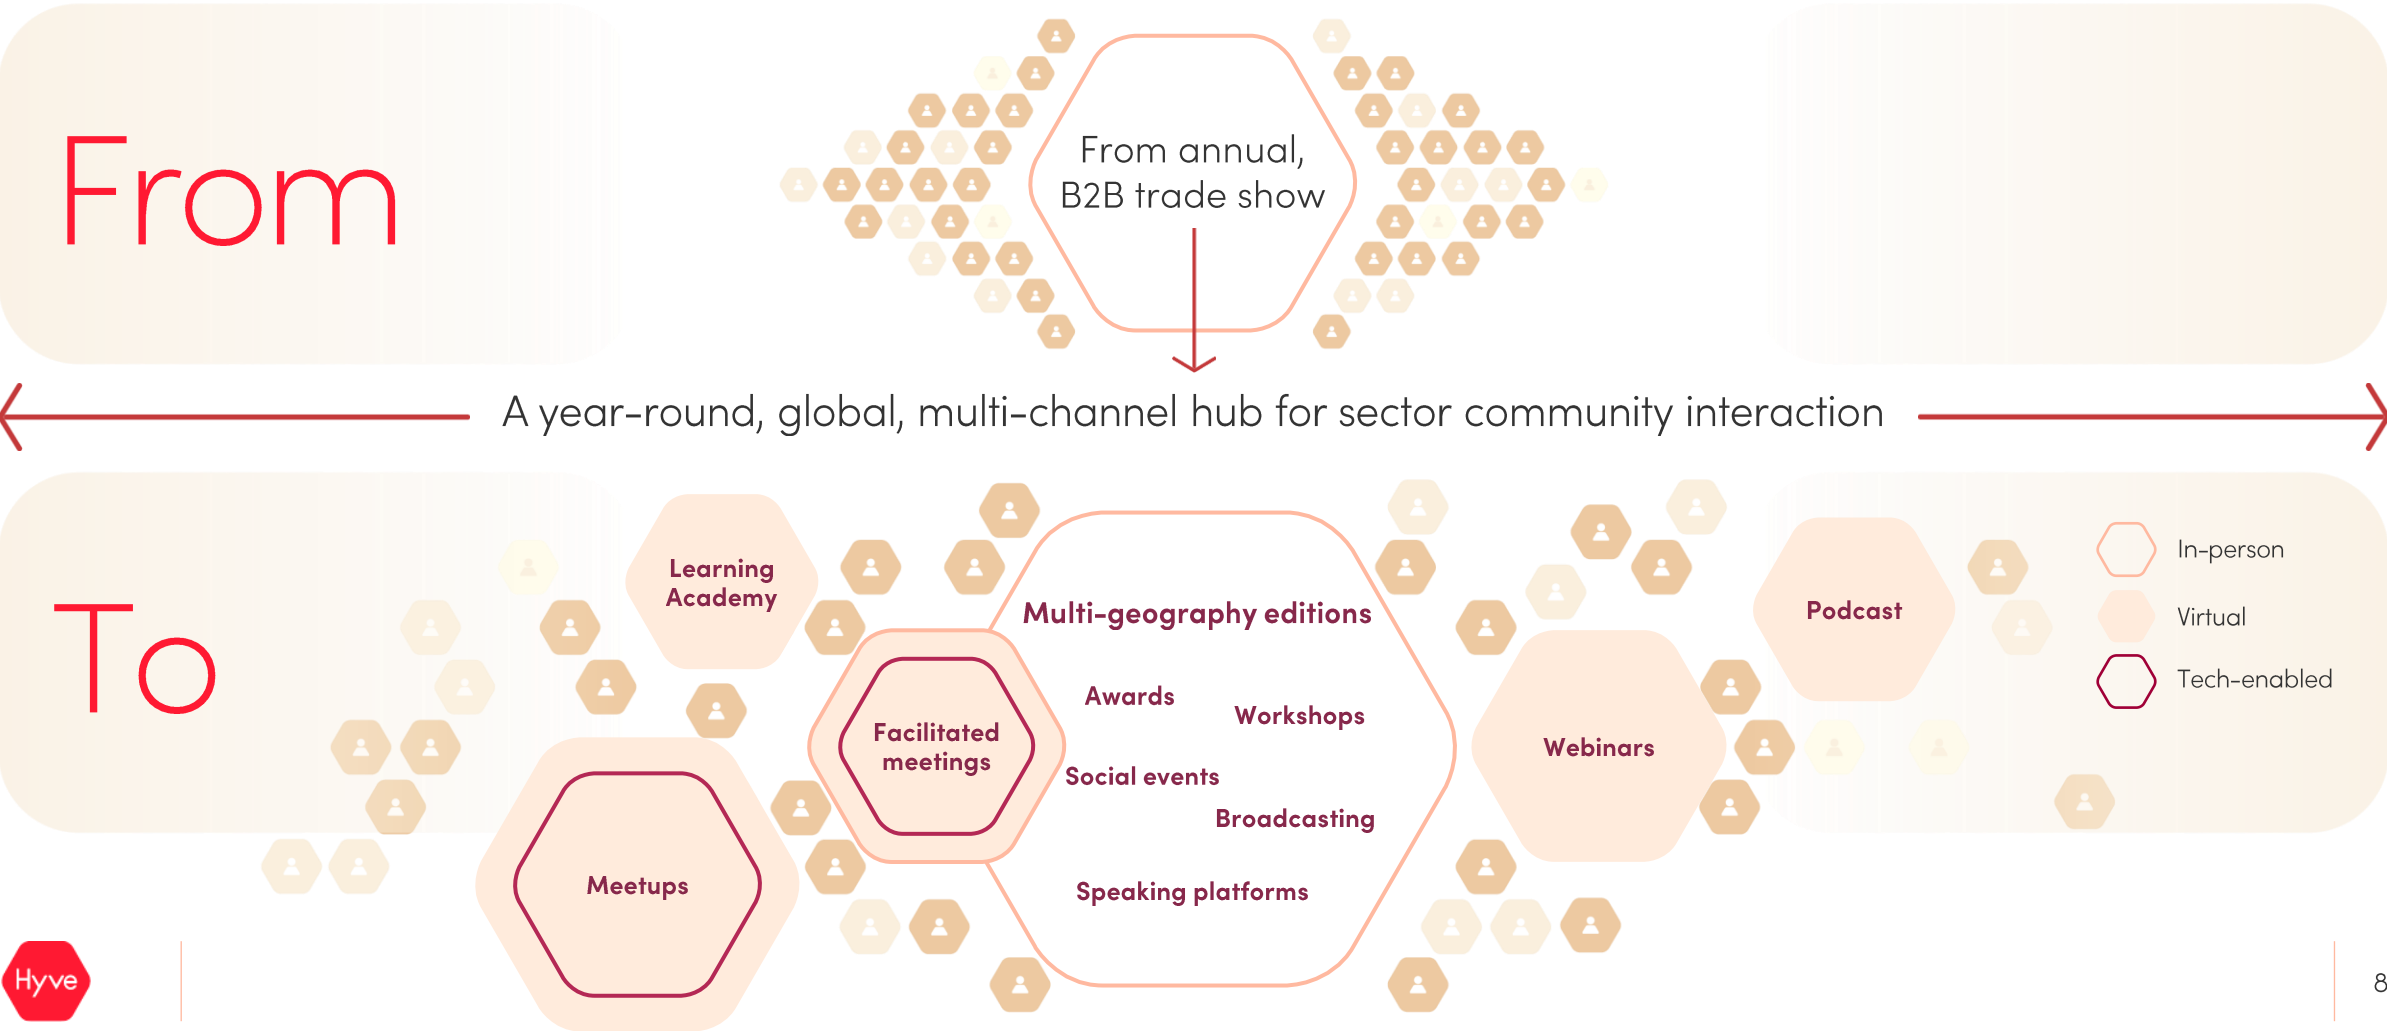 From
From annual,
B2B trade show
A year-round, global, multi-channel hub for sector community interaction
To
Learning
Academy
Multi-geography editions
Awards
Workshops
Social events
Broadcasting
Speaking platforms
Facilitated
meetings
Meetups
Webinars
Podcast
In-person
Virtual
Tech-enabled
Hyve
8